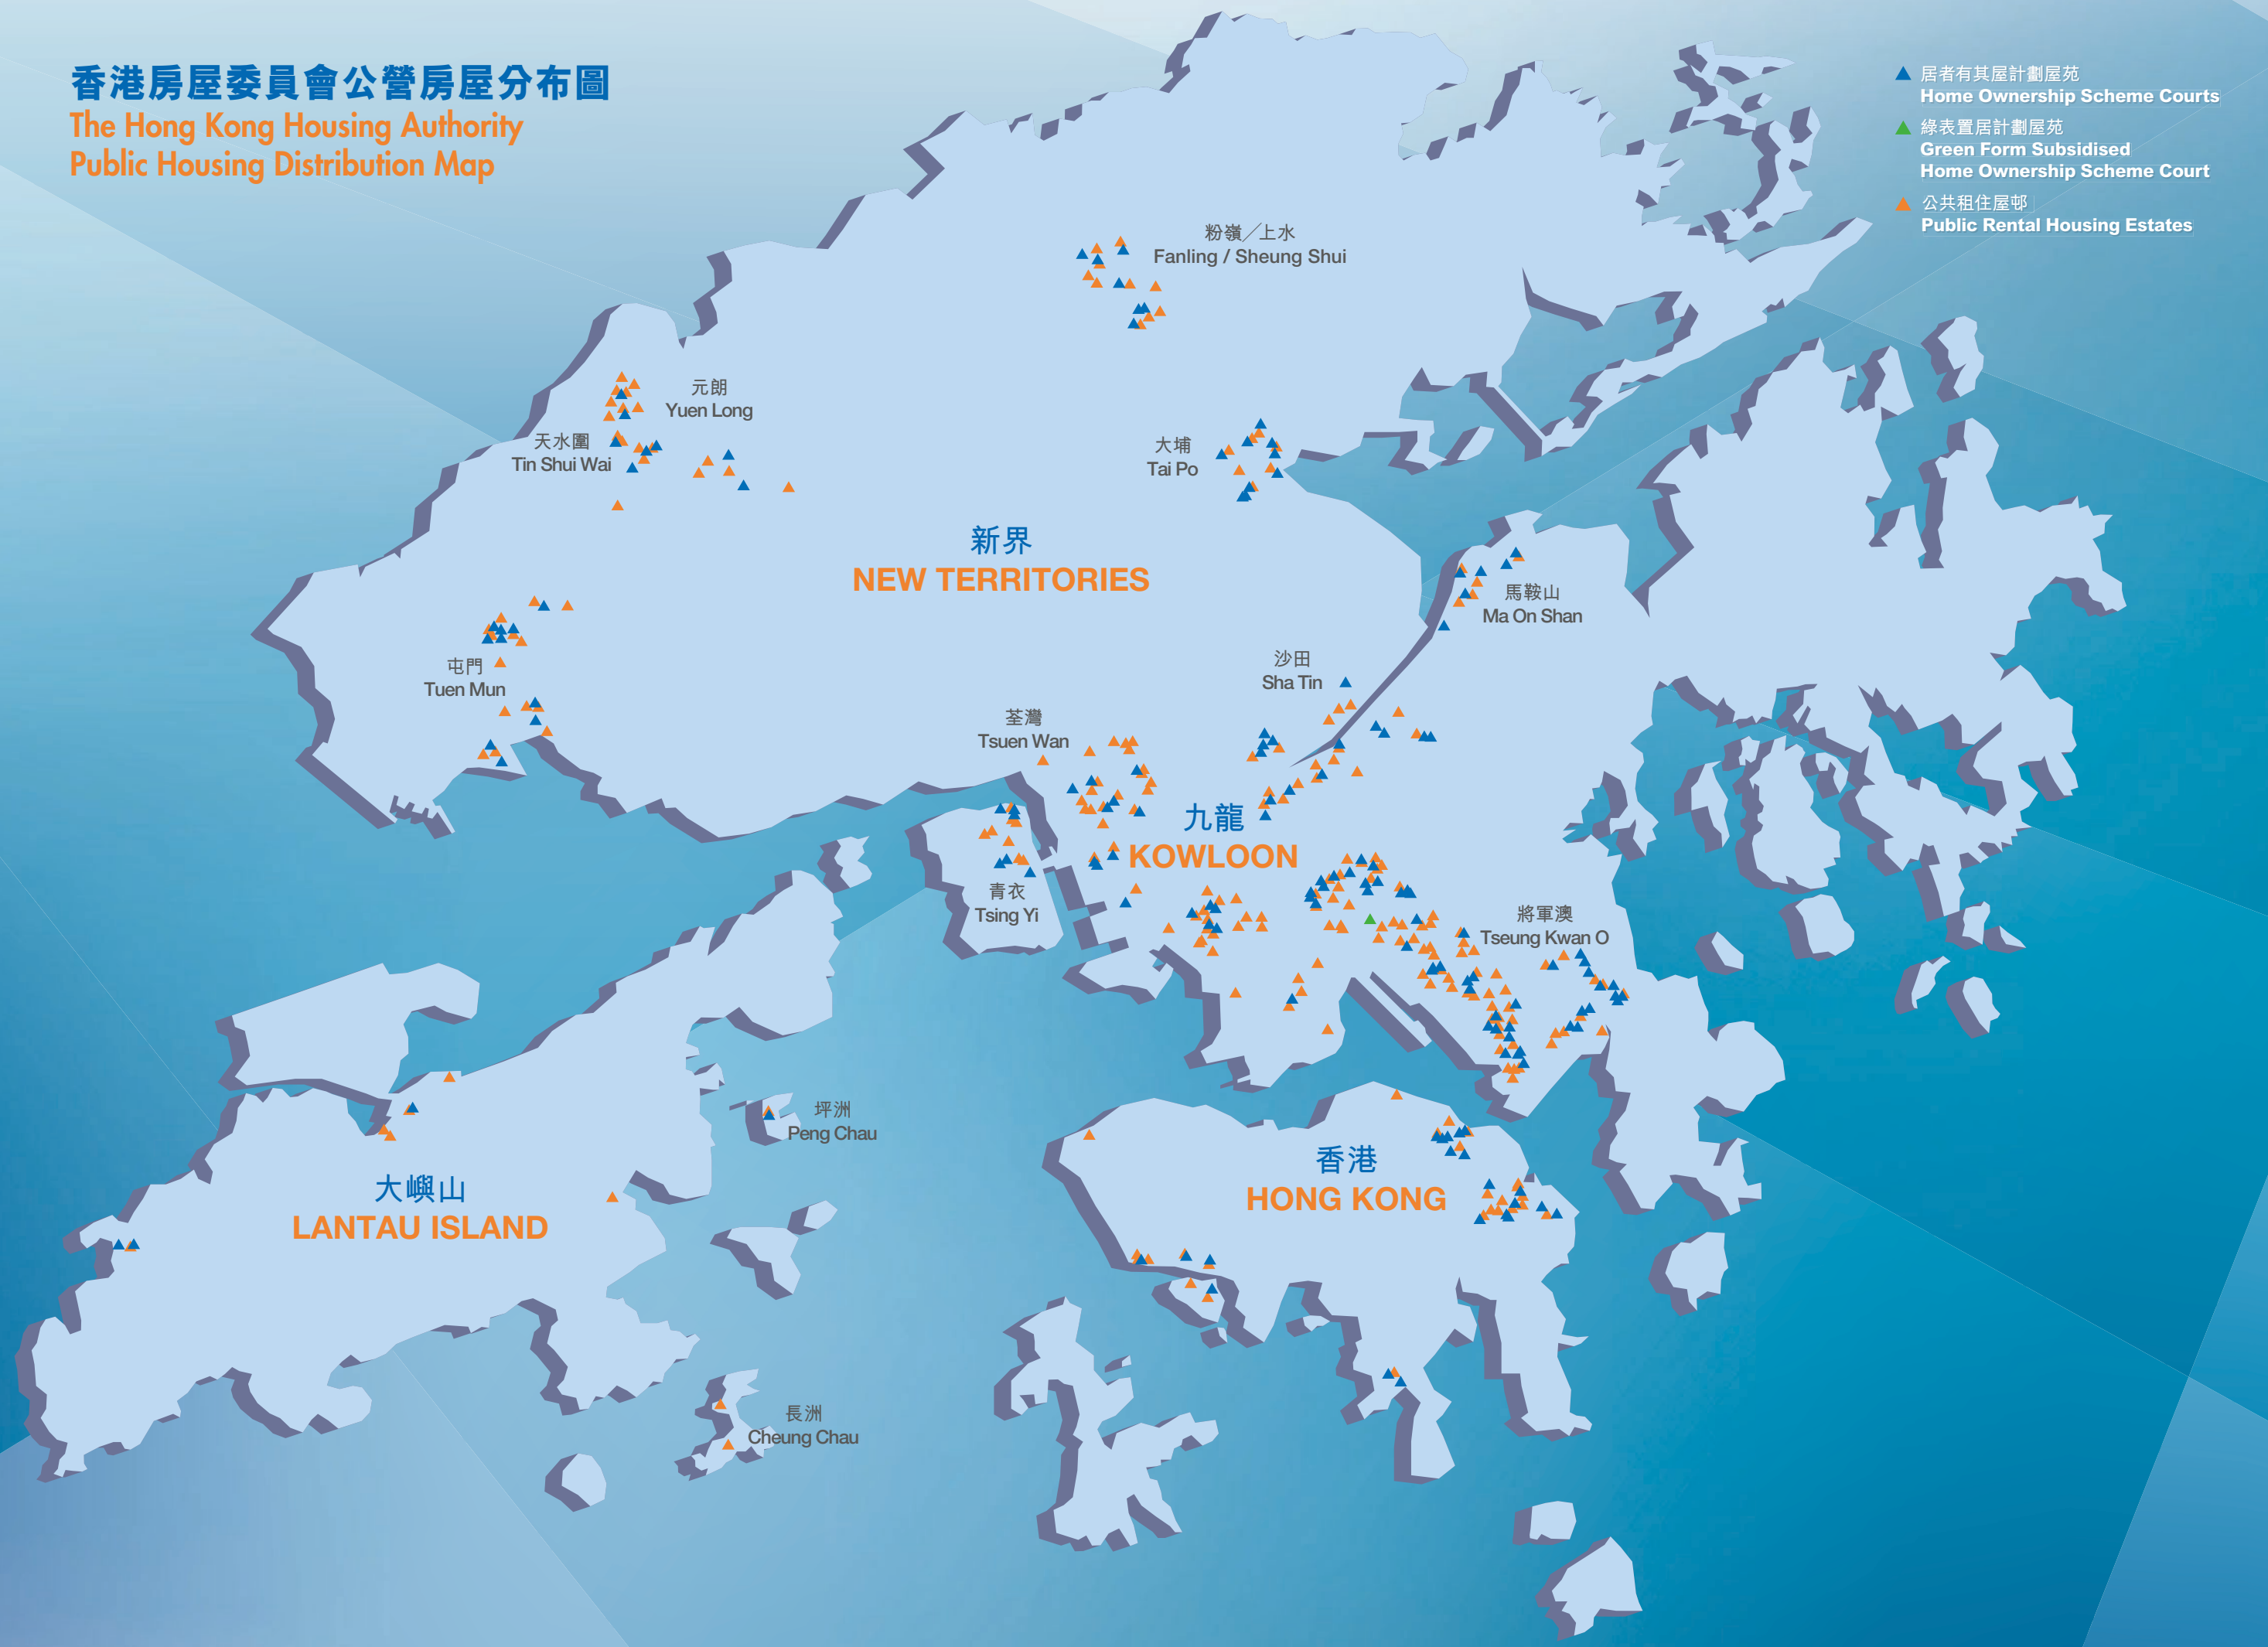 香港房屋委員會公營房屋分布圖
The Hong Kong Housing Authority
Public Housing Distribution Map
居者有其屋計劃屋苑
Home Ownership Scheme Courts
綠表置居計劃屋苑
Green Form Subsidised
Home Ownership Scheme Court
公共租住屋邨
Public Rental Housing Estates
粉嶺／上水
Fanling / Sheung Shui
元朗
Yuen Long
天水圍
Tin Shui Wai
大埔
Tai Po
新界
NEW TERRITORIES
馬鞍山
Ma On Shan
屯門
Tuen Mun
沙田
Sha Tin
荃灣
Tsuen Wan
九龍
KOWLOON
青衣
Tsing Yi
將軍澳
Tseung Kwan O
坪洲
Peng Chau
香港
HONG KONG
大嶼山
LANTAU ISLAND
長洲
Cheung Chau